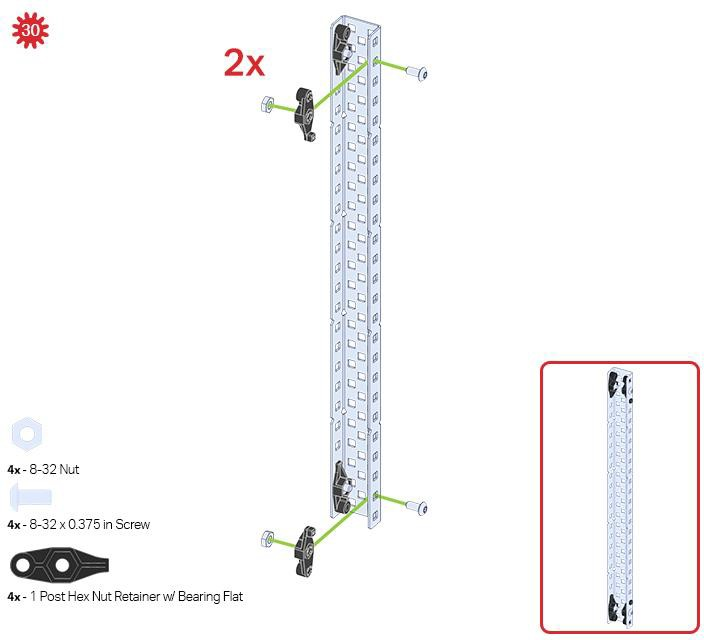 30
2x
4x - 8-32 Nut
4x - 8-32 x 0.375 in Screw
4x - 1 Post Hex Nut Retainer w/ Bearing Flat